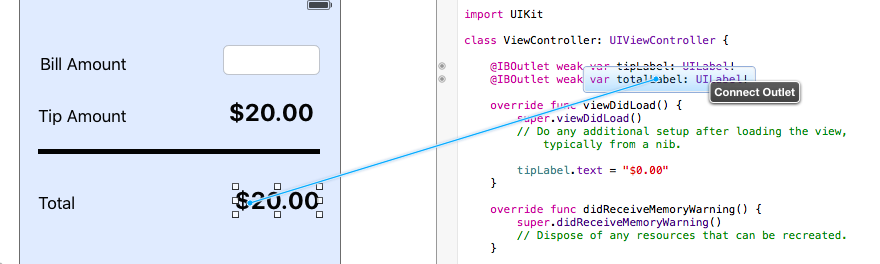 Bill Amount
Tip Amount
$20.00
Total
$20.00
import UIKit
class ViewController: UIViewController {
@IBOutlet weak var tipLabel: UILabel!
@IBOutlet weak var totalLabel: UILabel!
Connect Outlet
override func viewDidLoad() {
super.viewDidLoad()
// Do any additional setup after loading the view,
typically from a nib.
tipLabel.text = "$0.00"
}
override func didReceiveMemoryWarning() {
super.didReceiveMemoryWarning()
// Dispose of any resources that can be recreated.
}